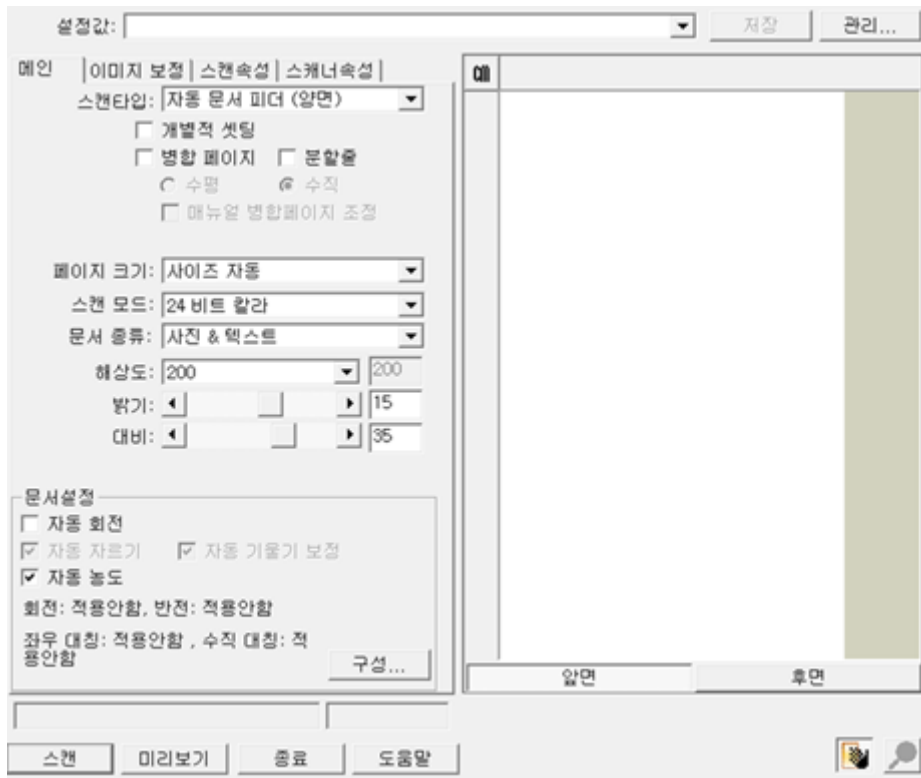 설정값: 저장 관리...
메인 이미지 보정 스캔속성 스캐너속성
스캔타입: 자동 문서 피더 (양면)
개별적 셋팅
병합 페이지 분할줄
수평 수직
매뉴얼 병합페이지 조정
페이지 크기: 사이즈 자동
스캔 모드: 24 비트 칼라
문서 종류: 사진 & 텍스트
해상도: 200 200
밝기: 15
대비: 35
문서설정
자동 회전
자동 자르기 자동 기울기 보정
자동 농도
회전: 적용안함, 반전: 적용안함
좌우 대칭: 적용안함 , 수직 대칭: 적
용안함
구성...
앞면 후면
스캔 미리보기 종료 도움말